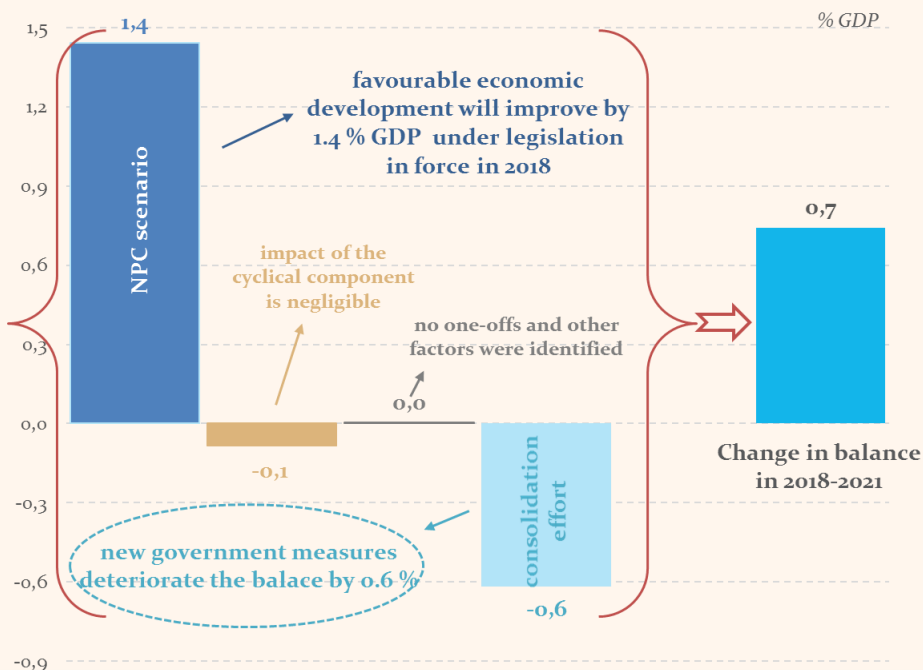 % GDP
1,5
1,2
0,9
0,6
0,3
0,0
-0,3
-0,6
-0,9
1,4
NPC scenario
favourable economic
development will improve by
1.4 % GDP under legislation
in force in 2018
impact of the
cyclical component
is negligible
-0,1
no one-offs and other
factors were identified
0,0
consolidation
effort
-0,6
new government measures
deteriorate the balace by 0.6 %
0,7
Change in balance
in 2018-2021